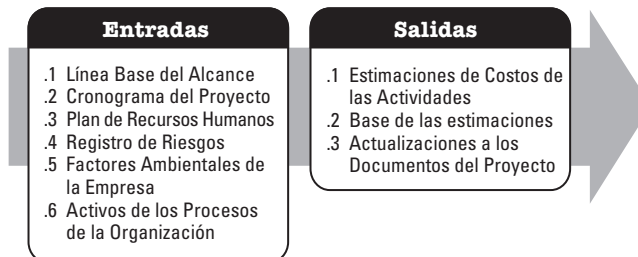 Entradas
.1 Línea Base del Alcance
.2 Cronograma del Proyecto
.3 Plan de Recursos Humanos
.4 Registro de Riesgos
.5 Factores Ambientales de
la Empresa
.6 Activos de los Procesos
de la Organización
Salidas
.1 Estimaciones de Costos de
las Actividades
.2 Base de las estimaciones
.3 Actualizaciones a los
Documentos del Proyecto